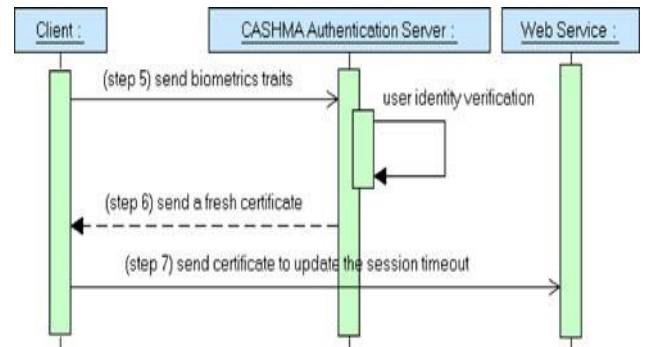 Client :
CASHMA Authentication Server :
Web Service :
(step 5) send biometrics traits
user identity verification
(step 6) send a fresh certificate
(step 7) send certificate to update the session timeout